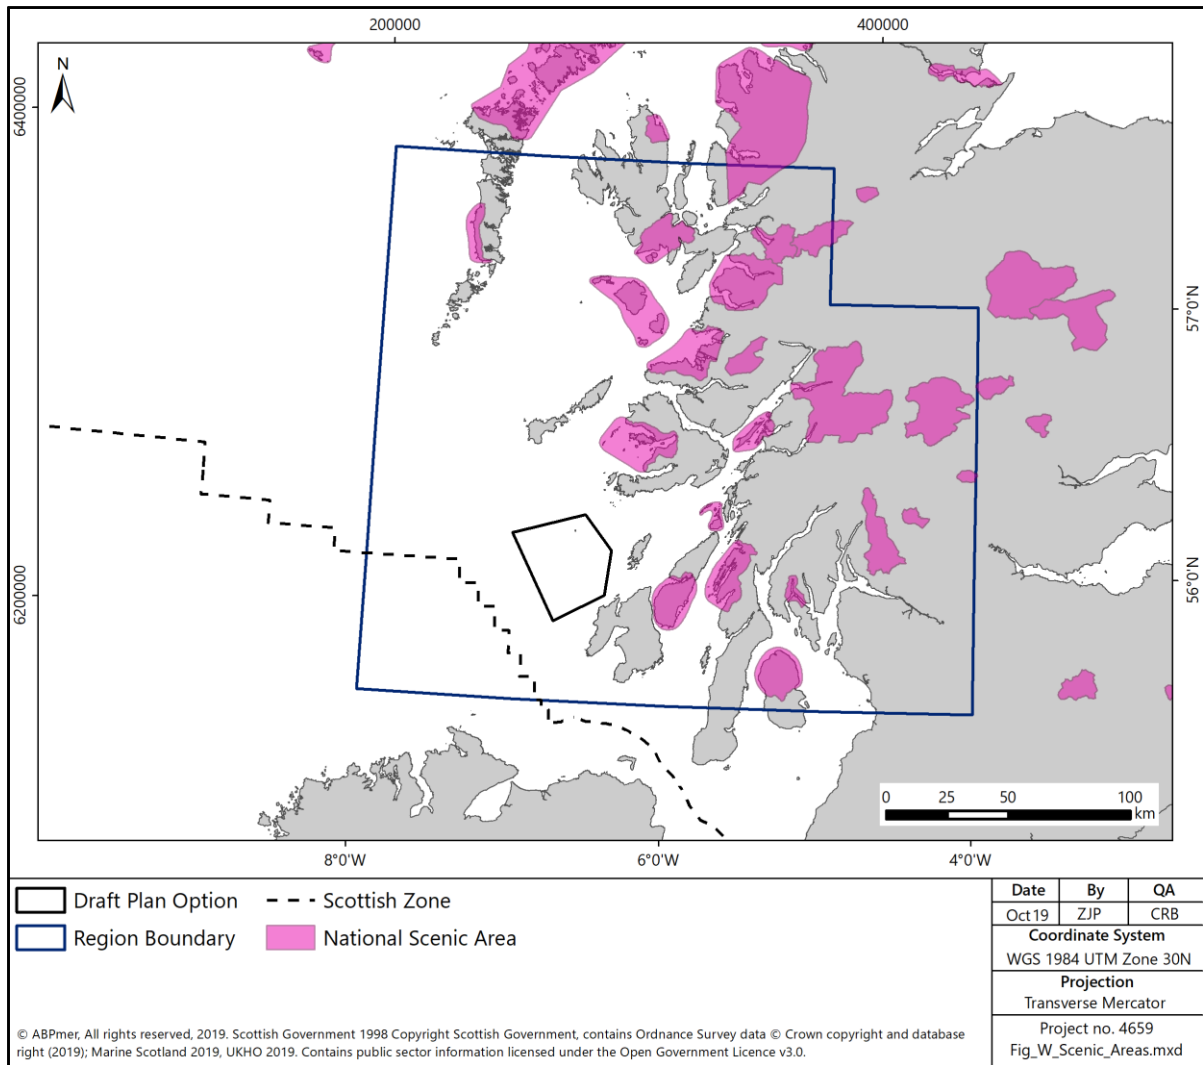 200000
400000
N
6400000
6200000
57°0'N
56°0'N
0
25
50
100
km
8°0'W
6°0'W
4°0'W
Draft Plan Option
Scottish Zone
Region Boundary
National Scenic Area
Date By QA
Oct 19 ZJP CRB
Coordinate System
WGS 1984 UTM Zone 30N
Projection
Transverse Mercator
Project no. 4659
Fig_W_Scenic_Areas.mxd
© ABPmer, All rights reserved, 2019. Scottish Government 1998 Copyright Scottish Government, contains Ordnance Survey data © Crown copyright and database
right (2019); Marine Scotland 2019, UKHO 2019. Contains public sector information licensed under the Open Government Licence v3.0.